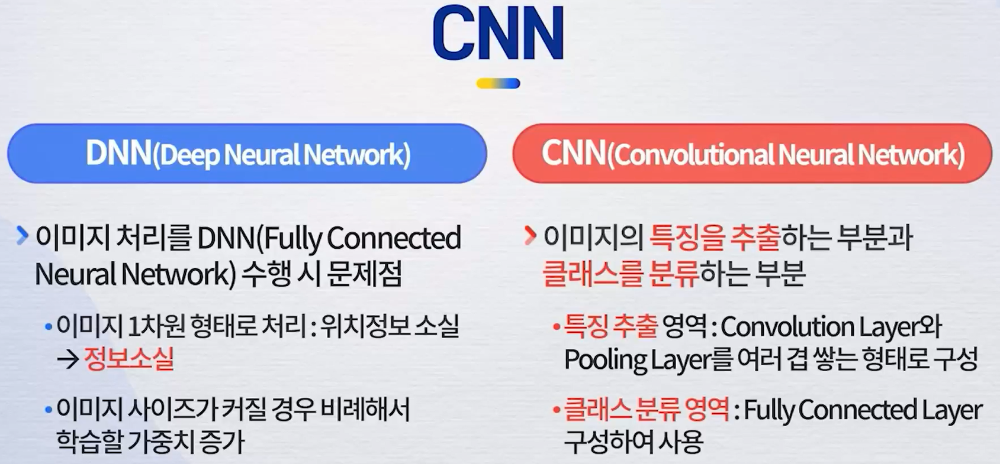 CNN
DNN(Deep Neural Network)
이미지 처리를 DNN(Fully Connected
Neural Network) 수행 시 문제점
•이미지 1차원 형태로 처리 : 위치정보 소실
→ 정보소실
•이미지 사이즈가 커질 경우 비례해서
학습할 가중치 증가
CNN(Convolutional Neural Network)
이미지의 특징을 추출하는 부분과
클래스를 분류하는 부분
•특징 추출 영역 : Convolution Layer와
Pooling Layer를 여러 겹 쌓는 형태로 구성
•클래스 분류 영역 : Fully Connected Layer
구성하여 사용